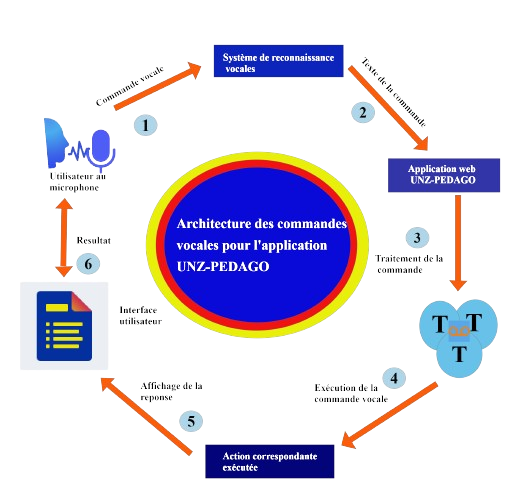 Système de reconnaissance
vocales
Commande vocale
1
Texte de la commande
2
Utilisateur au
microphone
Application web
UNZ-PEDAGO
Architecture des commandes
vocales pour l'application
UNZ-PEDAGO
3
Traitement de la
commande
Resultat
6
Interface
utilisateur
T
T
T
4
Exécution de la
commande vocale
Affichage de la
reponse
5
Action correspondante
exécutée